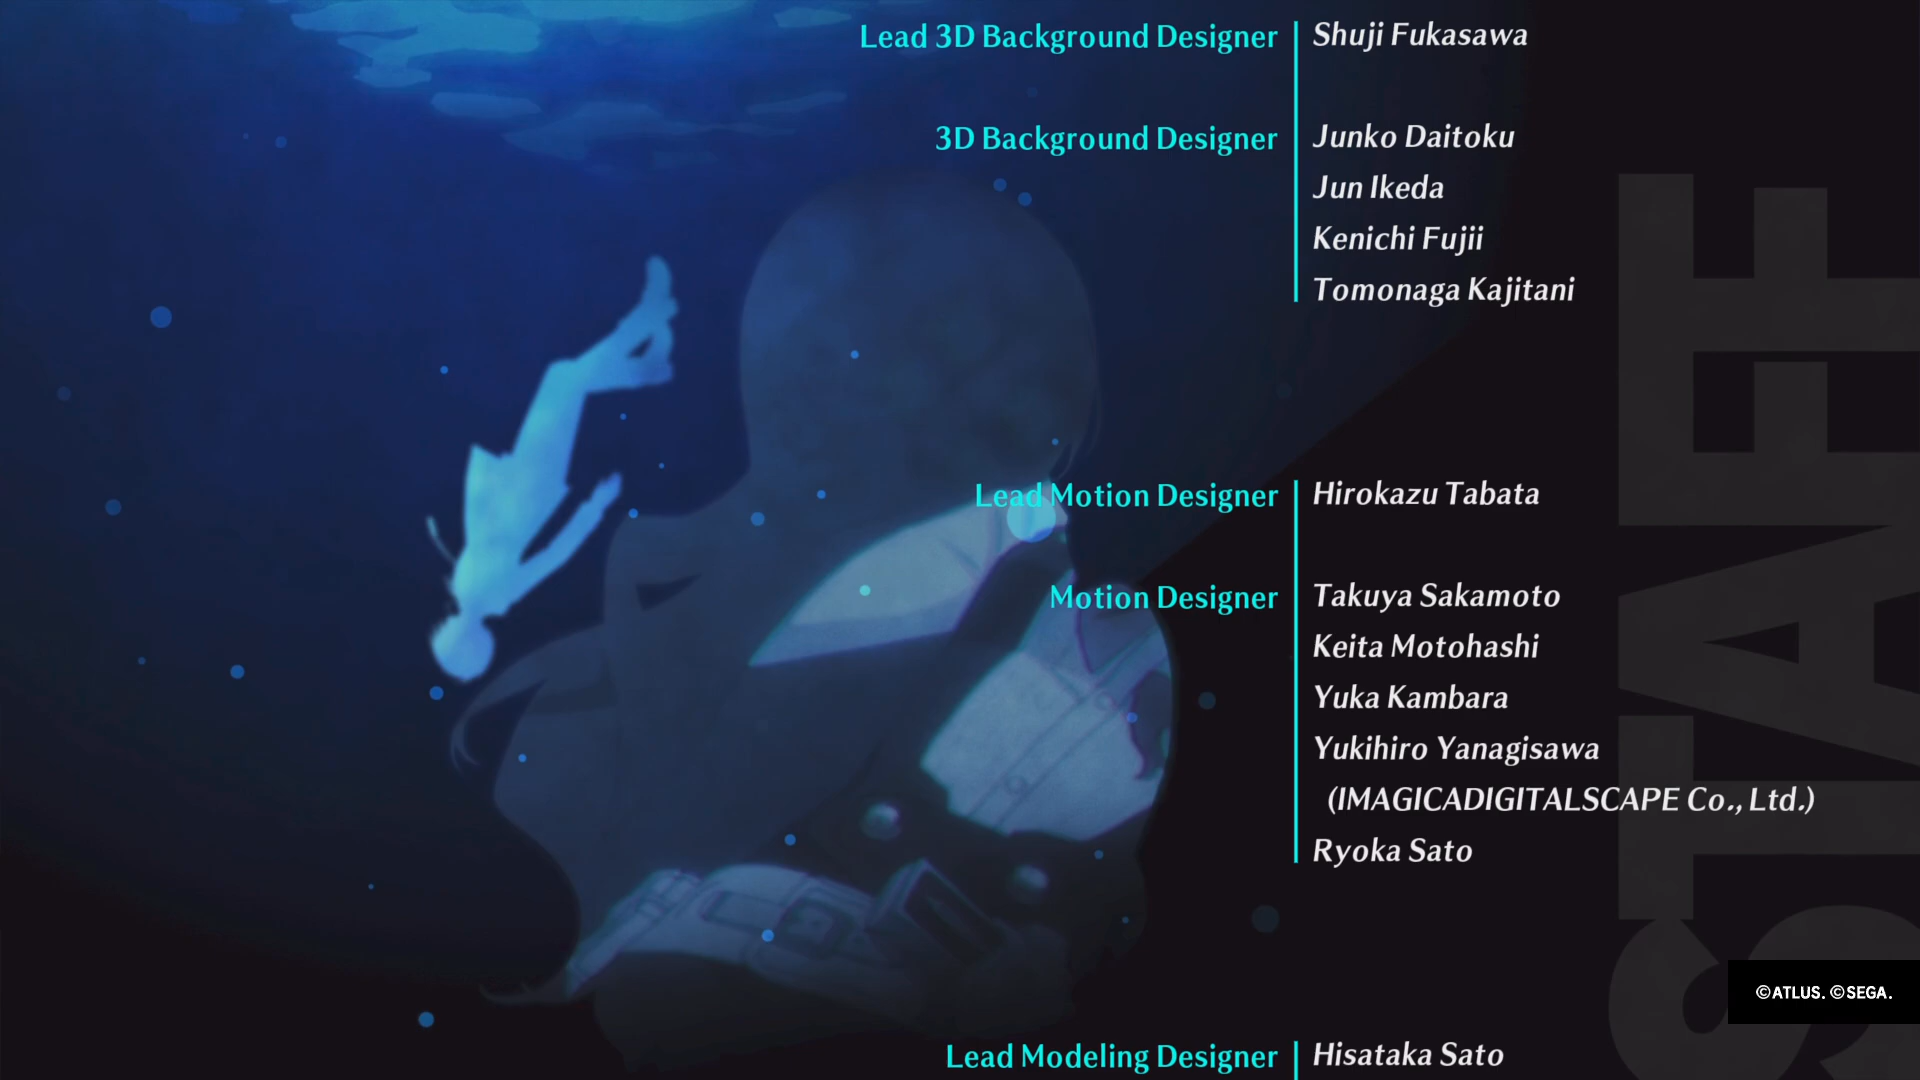 Lead 3D Background Designer
Shuji Fukasawa
3D Background Designer
Junko Daitoku
Jun Ikeda
Kenichi Fujii
Tomonaga Kajitani
Lead Motion Designer
Hirokazu Tabata
Motion Designer
Takuya Sakamoto
Keita Motohashi
Yuka Kambara
Yukihiro Yanagisawa
(IMAGICADIGITALSCAPE Co., Ltd.)
Ryoka Sato
Lead Modeling Designer
Hisataka Sato
STAFF
©ATLUS. ©SEGA.